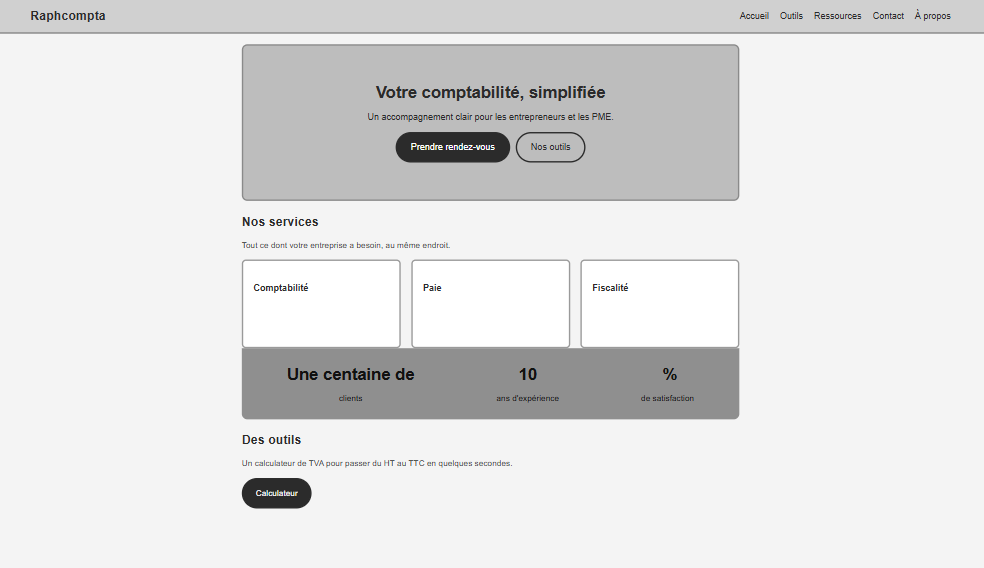 Raphcompta
Accueil Outils Ressources Contact À propos
Votre comptabilité, simplifiée
Un accompagnement clair pour les entrepreneurs et les PME.
Prendre rendez-vous Nos outils
Nos services
Tout ce dont votre entreprise a besoin, au même endroit.
Comptabilité Paie Fiscalité
Une centaine de 10 %
clients ans d'expérience de satisfaction
Des outils
Un calculateur de TVA pour passer du HT au TTC en quelques secondes.
Calculateur